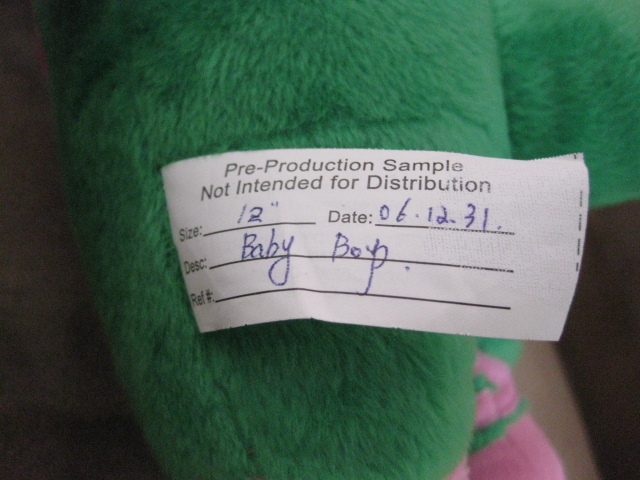 Pre-Production Sample
Not Intended for Distribution
Size: 12" Date: 06.12.31.
Desc: Baby Bop.
Ref #: